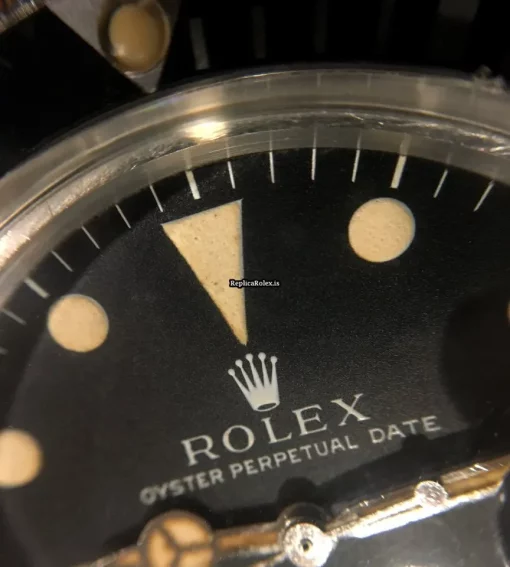 ReplicaRolex.is
ROLEX
OYSTER PERPETUAL DATE